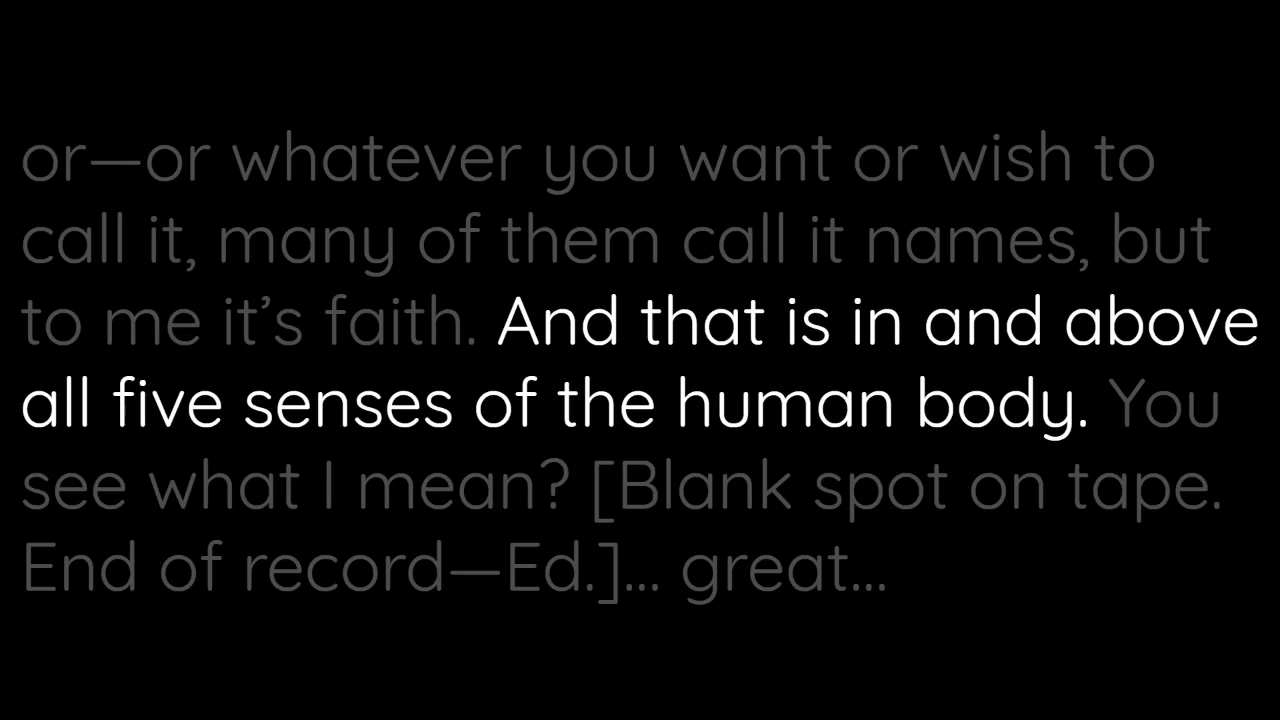 or—or whatever you want or wish to
call it, many of them call it names, but
to me it’s faith. And that is in and above
all five senses of the human body. You
see what I mean? [Blank spot on tape.
End of record—Ed.]... great...